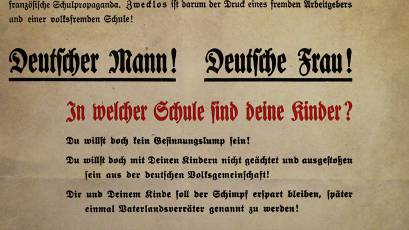 französische Schulpropaganda. Zwecklos ist darum der Druck eines fremden Arbeitgebers
und einer volksfremden Schule!
Deutscher Mann! Deutsche Frau!
In welcher Schule sind deine Kinder?
Du willst doch kein Gesinnungslump sein!
Du willst doch mit Deinen Kindern nicht geächtet und ausgestoßen
sein aus der deutschen Volksgemeinschaft!
Dir und Deinem Kinde soll der Schimpf erspart bleiben, später
einmal Vaterlandsverräter genannt zu werden!